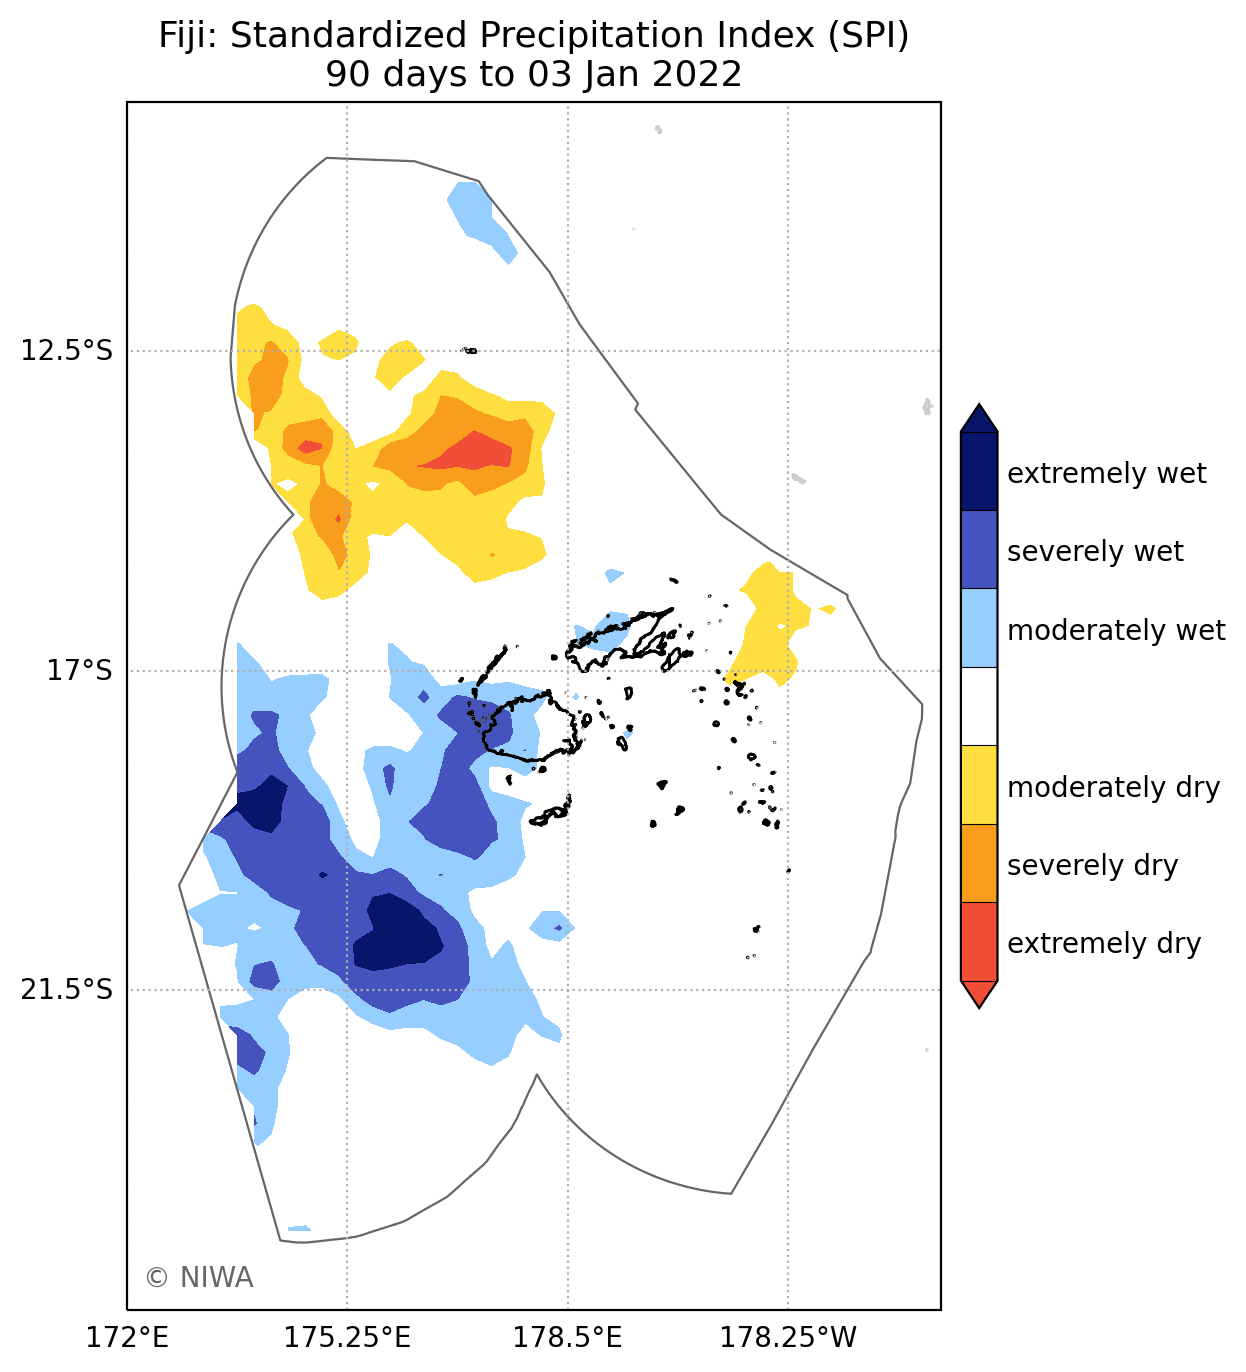 Fiji: Standardized Precipitation Index (SPI)
90 days to 03 Jan 2022
12.5°S
17°S
21.5°S
172°E
175.25°E
178.5°E
178.25°W
extremely wet
severely wet
moderately wet
moderately dry
severely dry
extremely dry
© NIWA